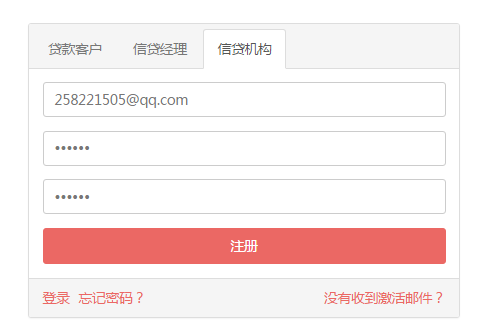 贷款客户 信贷经理 信贷机构
258221505@qq.com
••••••
••••••
注册
登录 忘记密码？ 没有收到激活邮件？